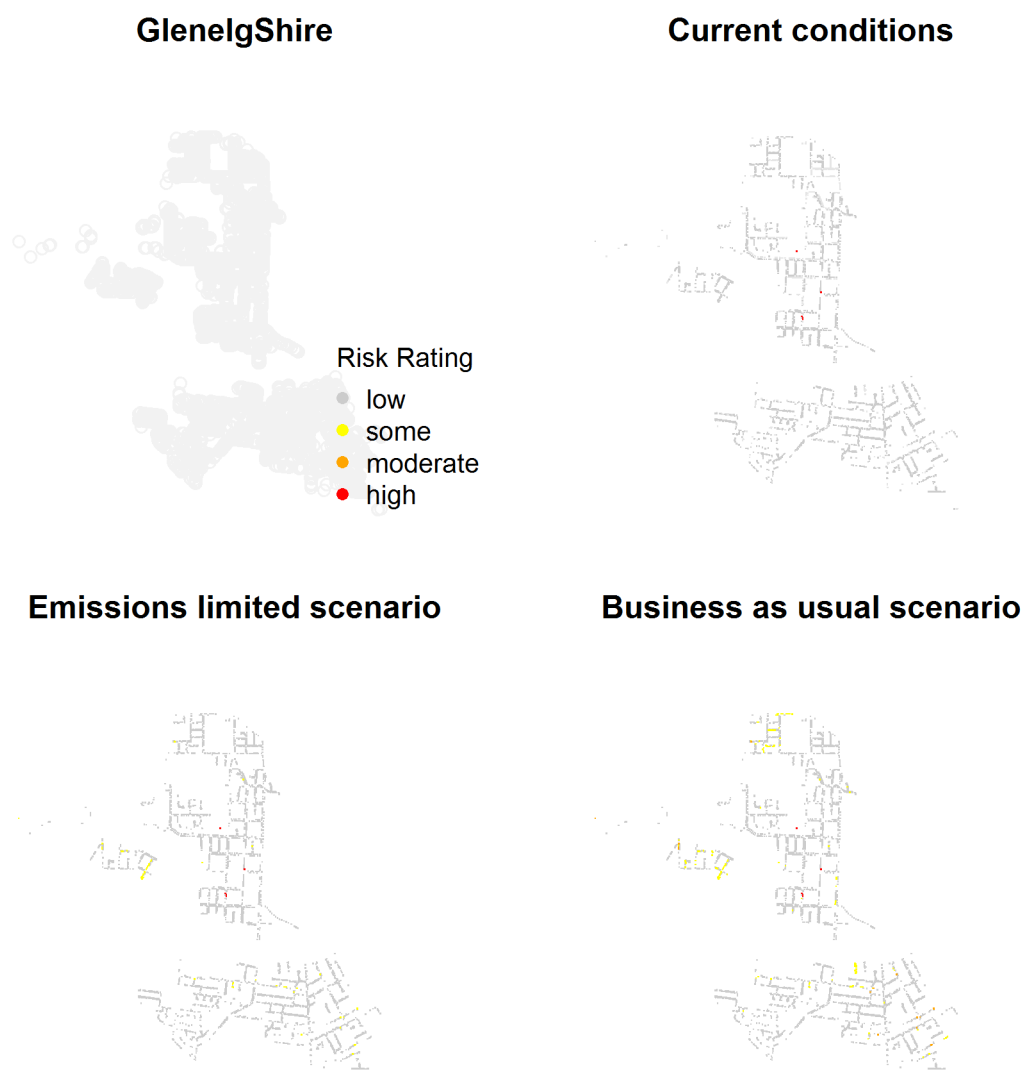 GlenelgShire
Current conditions
Risk Rating
low
some
moderate
high
Emissions limited scenario
Business as usual scenario